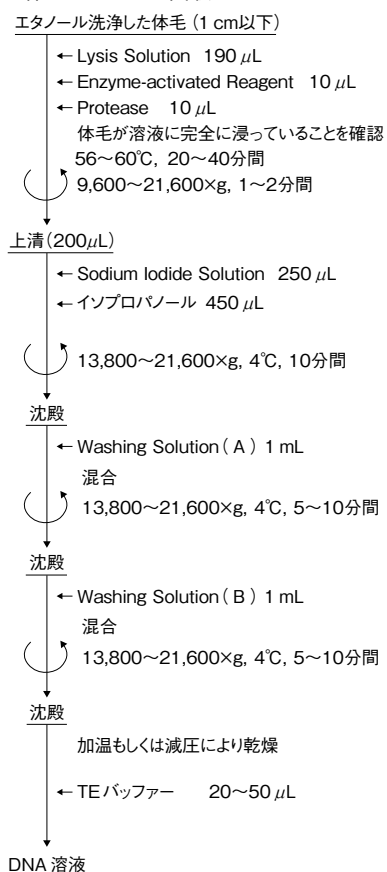 エタノール洗浄した体毛（1 cm以下）
← Lysis Solution 190 μL
← Enzyme-activated Reagent 10 μL
← Protease 10 μL
体毛が溶液に完全に浸っていることを確認
56～60℃, 20～40分間
9,600～21,600×g, 1～2分間
上清（200μL）
← Sodium Iodide Solution 250 μL
← イソプロパノール 450 μL
13,800～21,600×g, 4℃, 10分間
沈殿
← Washing Solution（A）1 mL
混合
13,800～21,600×g, 4℃, 5～10分間
沈殿
← Washing Solution（B）1 mL
混合
13,800～21,600×g, 4℃, 5～10分間
沈殿
加温もしくは減圧により乾燥
← TEバッファー 20～50 μL
DNA 溶液